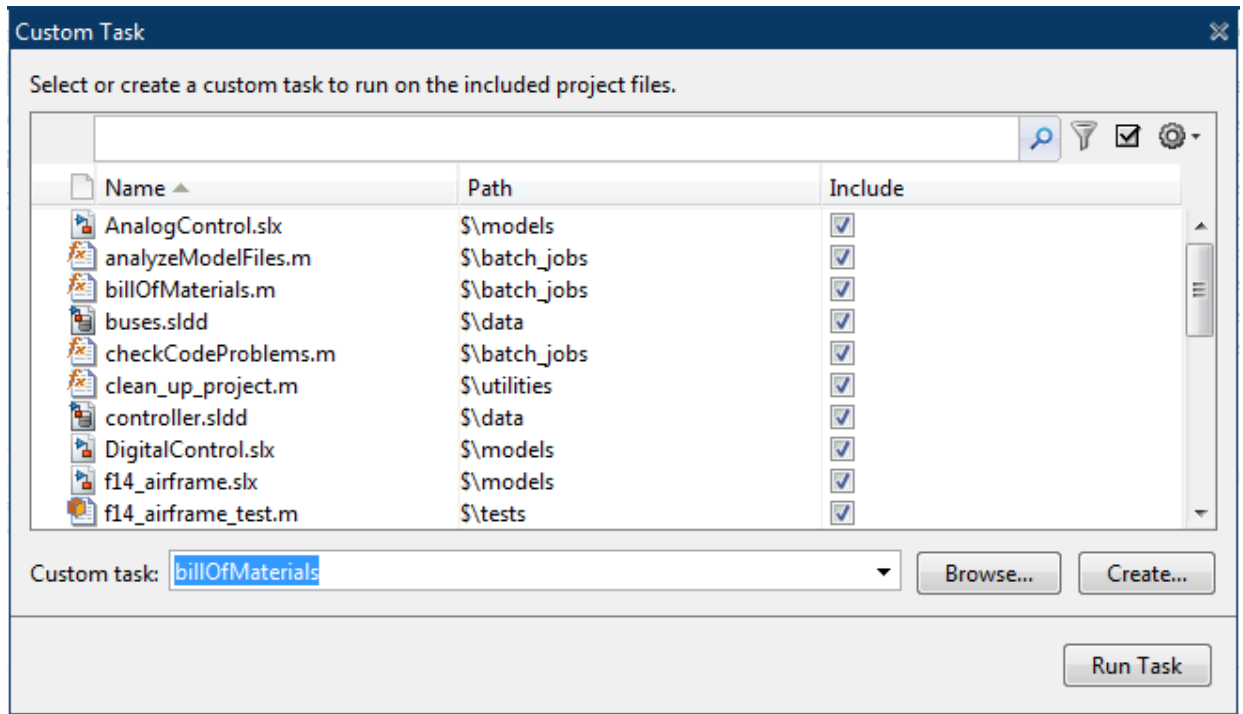 Custom Task
Select or create a custom task to run on the included project files.
Name Path Include
AnalogControl.slx $\models
analyzeModelFiles.m $\batch_jobs
billOfMaterials.m $\batch_jobs
buses.sldd $\data
checkCodeProblems.m $\batch_jobs
clean_up_project.m $\utilities
controller.sldd $\data
DigitalControl.slx $\models
f14_airframe.slx $\models
f14_airframe_test.m $\tests
Custom task: billOfMaterials Browse... Create...
Run Task